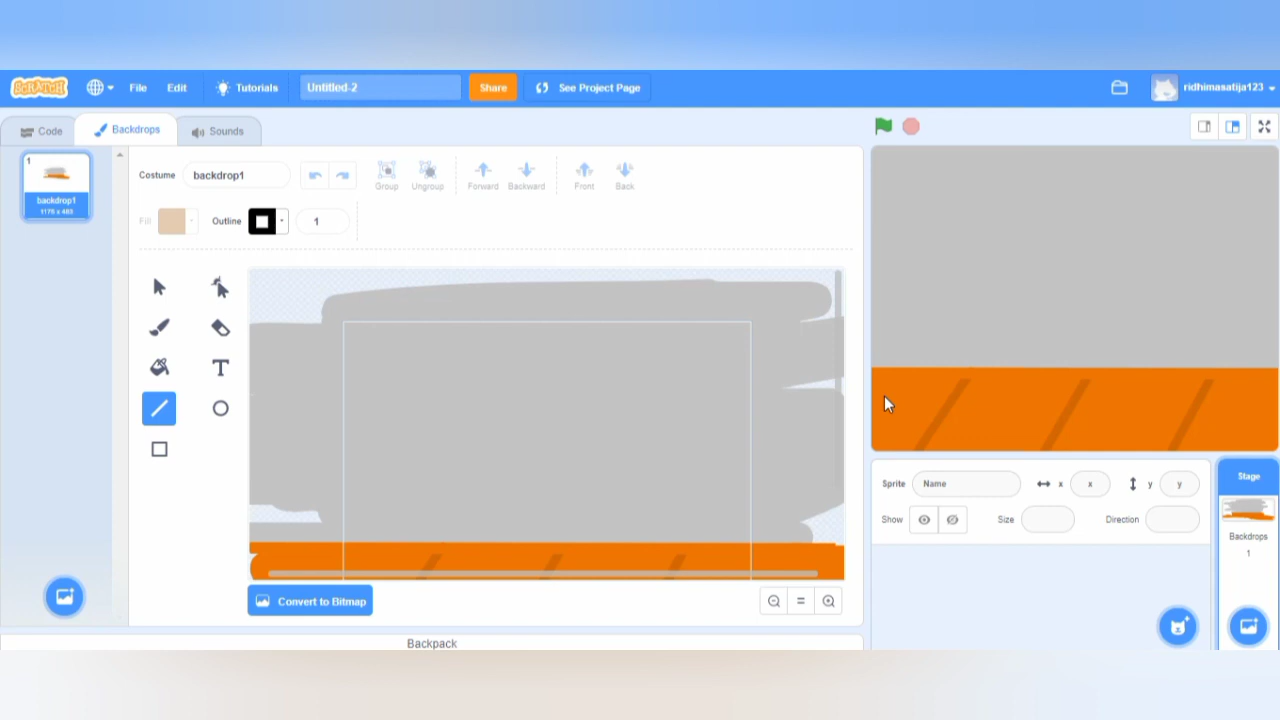 SCRATCH File Edit Tutorials Untitled-2 Share See Project Page ridhimasatija123
Code Backdrops Sounds
1
backdrop1
1175 x 483
Costume backdrop1 Group Ungroup Forward Backward Front Back
Fill Outline 1
T
Convert to Bitmap
Backpack
Sprite Name x x y y
Show Size Direction
Stage
Backdrops
1